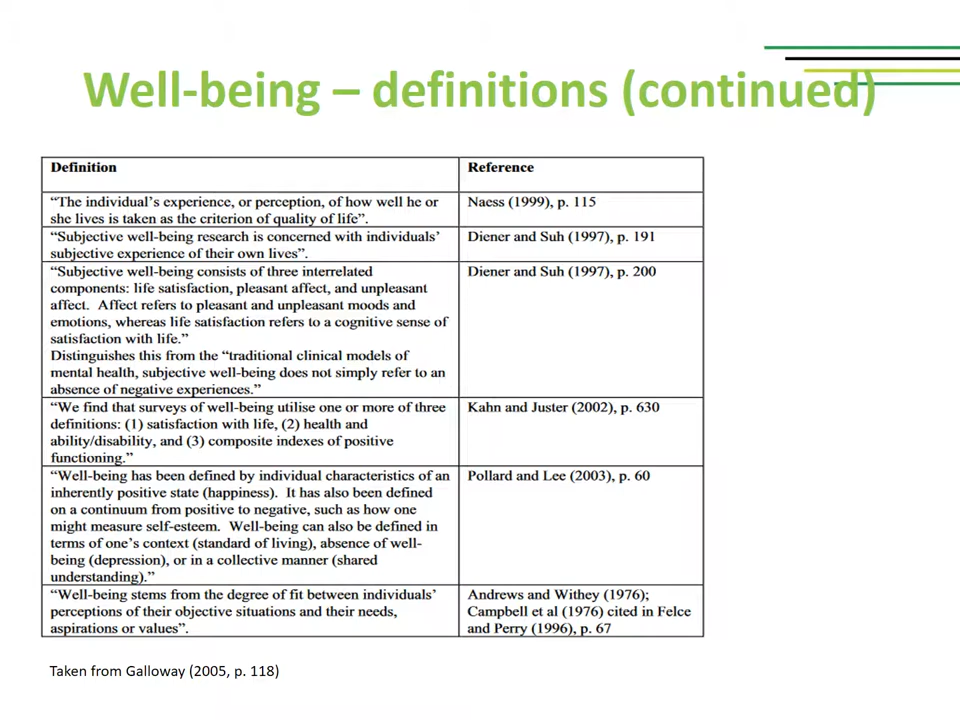 Well-being – definitions (continued)
Definition
Reference
“The individual’s experience, or perception, of how well he or
she lives is taken as the criterion of quality of life”.
Naess (1999), p. 115
“Subjective well-being research is concerned with individuals’
subjective experience of their own lives”.
Diener and Suh (1997), p. 191
“Subjective well-being consists of three interrelated
components: life satisfaction, pleasant affect, and unpleasant
affect.  Affect refers to pleasant and unpleasant moods and
emotions, whereas life satisfaction refers to a cognitive sense of
satisfaction with life.”
Distinguishes this from the “traditional clinical models of
mental health, subjective well-being does not simply refer to an
absence of negative experiences.”
Diener and Suh (1997), p. 200
“We find that surveys of well-being utilise one or more of three
definitions: (1) satisfaction with life, (2) health and
ability/disability, and (3) composite indexes of positive
functioning.”
Kahn and Juster (2002), p. 630
“Well-being has been defined by individual characteristics of an
inherently positive state (happiness).  It has also been defined
on a continuum from positive to negative, such as how one
might measure self-esteem.  Well-being can also be defined in
terms of one’s context (standard of living), absence of well-
being (depression), or in a collective manner (shared
understanding).”
Pollard and Lee (2003), p. 60
“Well-being stems from the degree of fit between individuals’
perceptions of their objective situations and their needs,
aspirations or values”.
Andrews and Withey (1976);
Campbell et al (1976) cited in Felce
and Perry (1996), p. 67
Taken from Galloway (2005, p. 118)